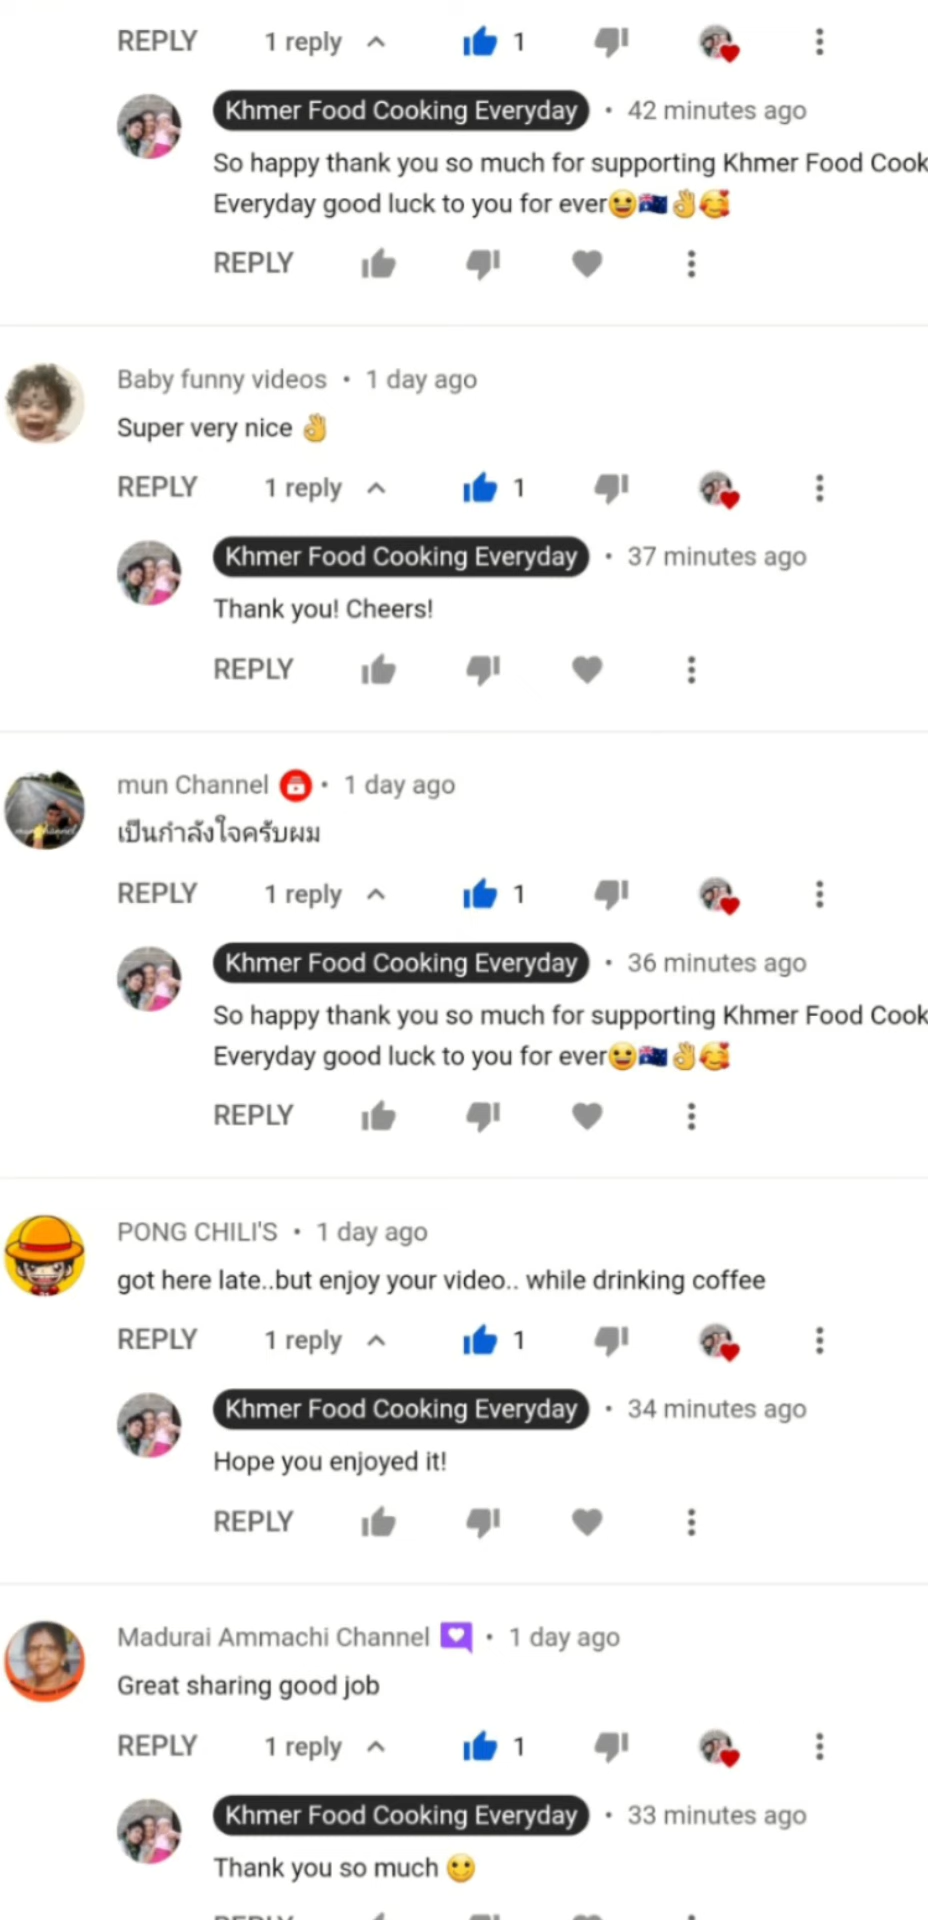 REPLY 1 reply 1
Khmer Food Cooking Everyday • 42 minutes ago
So happy thank you so much for supporting Khmer Food Cook
Everyday good luck to you for ever😀🇦🇺👌🥰
REPLY
Baby funny videos • 1 day ago
Super very nice 👌
REPLY 1 reply 1
Khmer Food Cooking Everyday • 37 minutes ago
Thank you! Cheers!
REPLY
mun Channel • 1 day ago
เป็นกำลังใจครับผม
REPLY 1 reply 1
Khmer Food Cooking Everyday • 36 minutes ago
So happy thank you so much for supporting Khmer Food Cook
Everyday good luck to you for ever😀🇦🇺👌🥰
REPLY
PONG CHILI'S • 1 day ago
got here late..but enjoy your video.. while drinking coffee
REPLY 1 reply 1
Khmer Food Cooking Everyday • 34 minutes ago
Hope you enjoyed it!
REPLY
Madurai Ammachi Channel • 1 day ago
Great sharing good job
REPLY 1 reply 1
Khmer Food Cooking Everyday • 33 minutes ago
Thank you so much 🙂